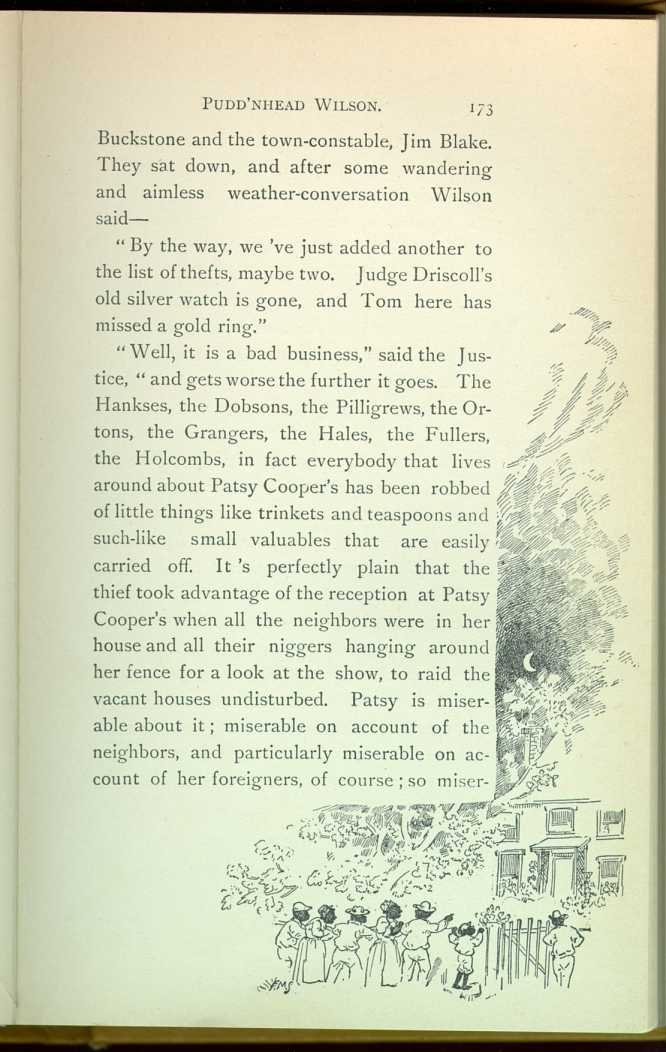 PUDD'NHEAD WILSON. 173
Buckstone and the town-constable, Jim Blake.
They sat down, and after some wandering
and aimless weather-conversation Wilson
said—
“ By the way, we 've just added another to
the list of thefts, maybe two. Judge Driscoll's
old silver watch is gone, and Tom here has
missed a gold ring.”
“ Well, it is a bad business,” said the Jus-
tice, “ and gets worse the further it goes. The
Hankses, the Dobsons, the Pilligrews, the Or-
tons, the Grangers, the Hales, the Fullers,
the Holcombs, in fact everybody that lives
around about Patsy Cooper's has been robbed
of little things like trinkets and teaspoons and
such-like small valuables that are easily
carried off. It 's perfectly plain that the
thief took advantage of the reception at Patsy
Cooper's when all the neighbors were in her
house and all their niggers hanging around
her fence for a look at the show, to raid the
vacant houses undisturbed. Patsy is miser-
able about it ; miserable on account of the
neighbors, and particularly miserable on ac-
count of her foreigners, of course ; so miser-
FMS